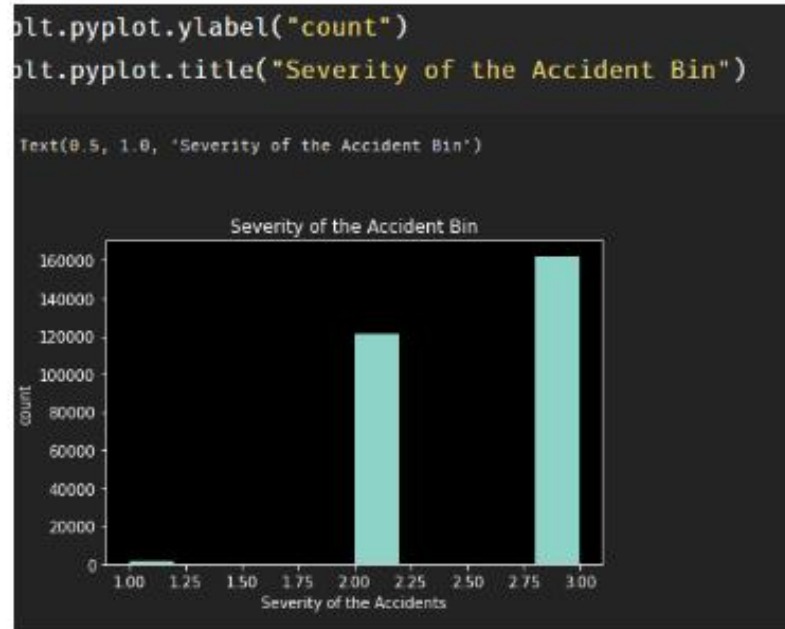 plt.pyplot.ylabel("count")
plt.pyplot.title("Severity of the Accident Bin")
Text(0.5, 1.0, 'Severity of the Accident Bin')
Severity of the Accident Bin
160000
140000
120000
100000
80000
60000
40000
20000
0
count
1.00 1.25 1.50 1.75 2.00 2.25 2.50 2.75 3.00
Severity of the Accidents